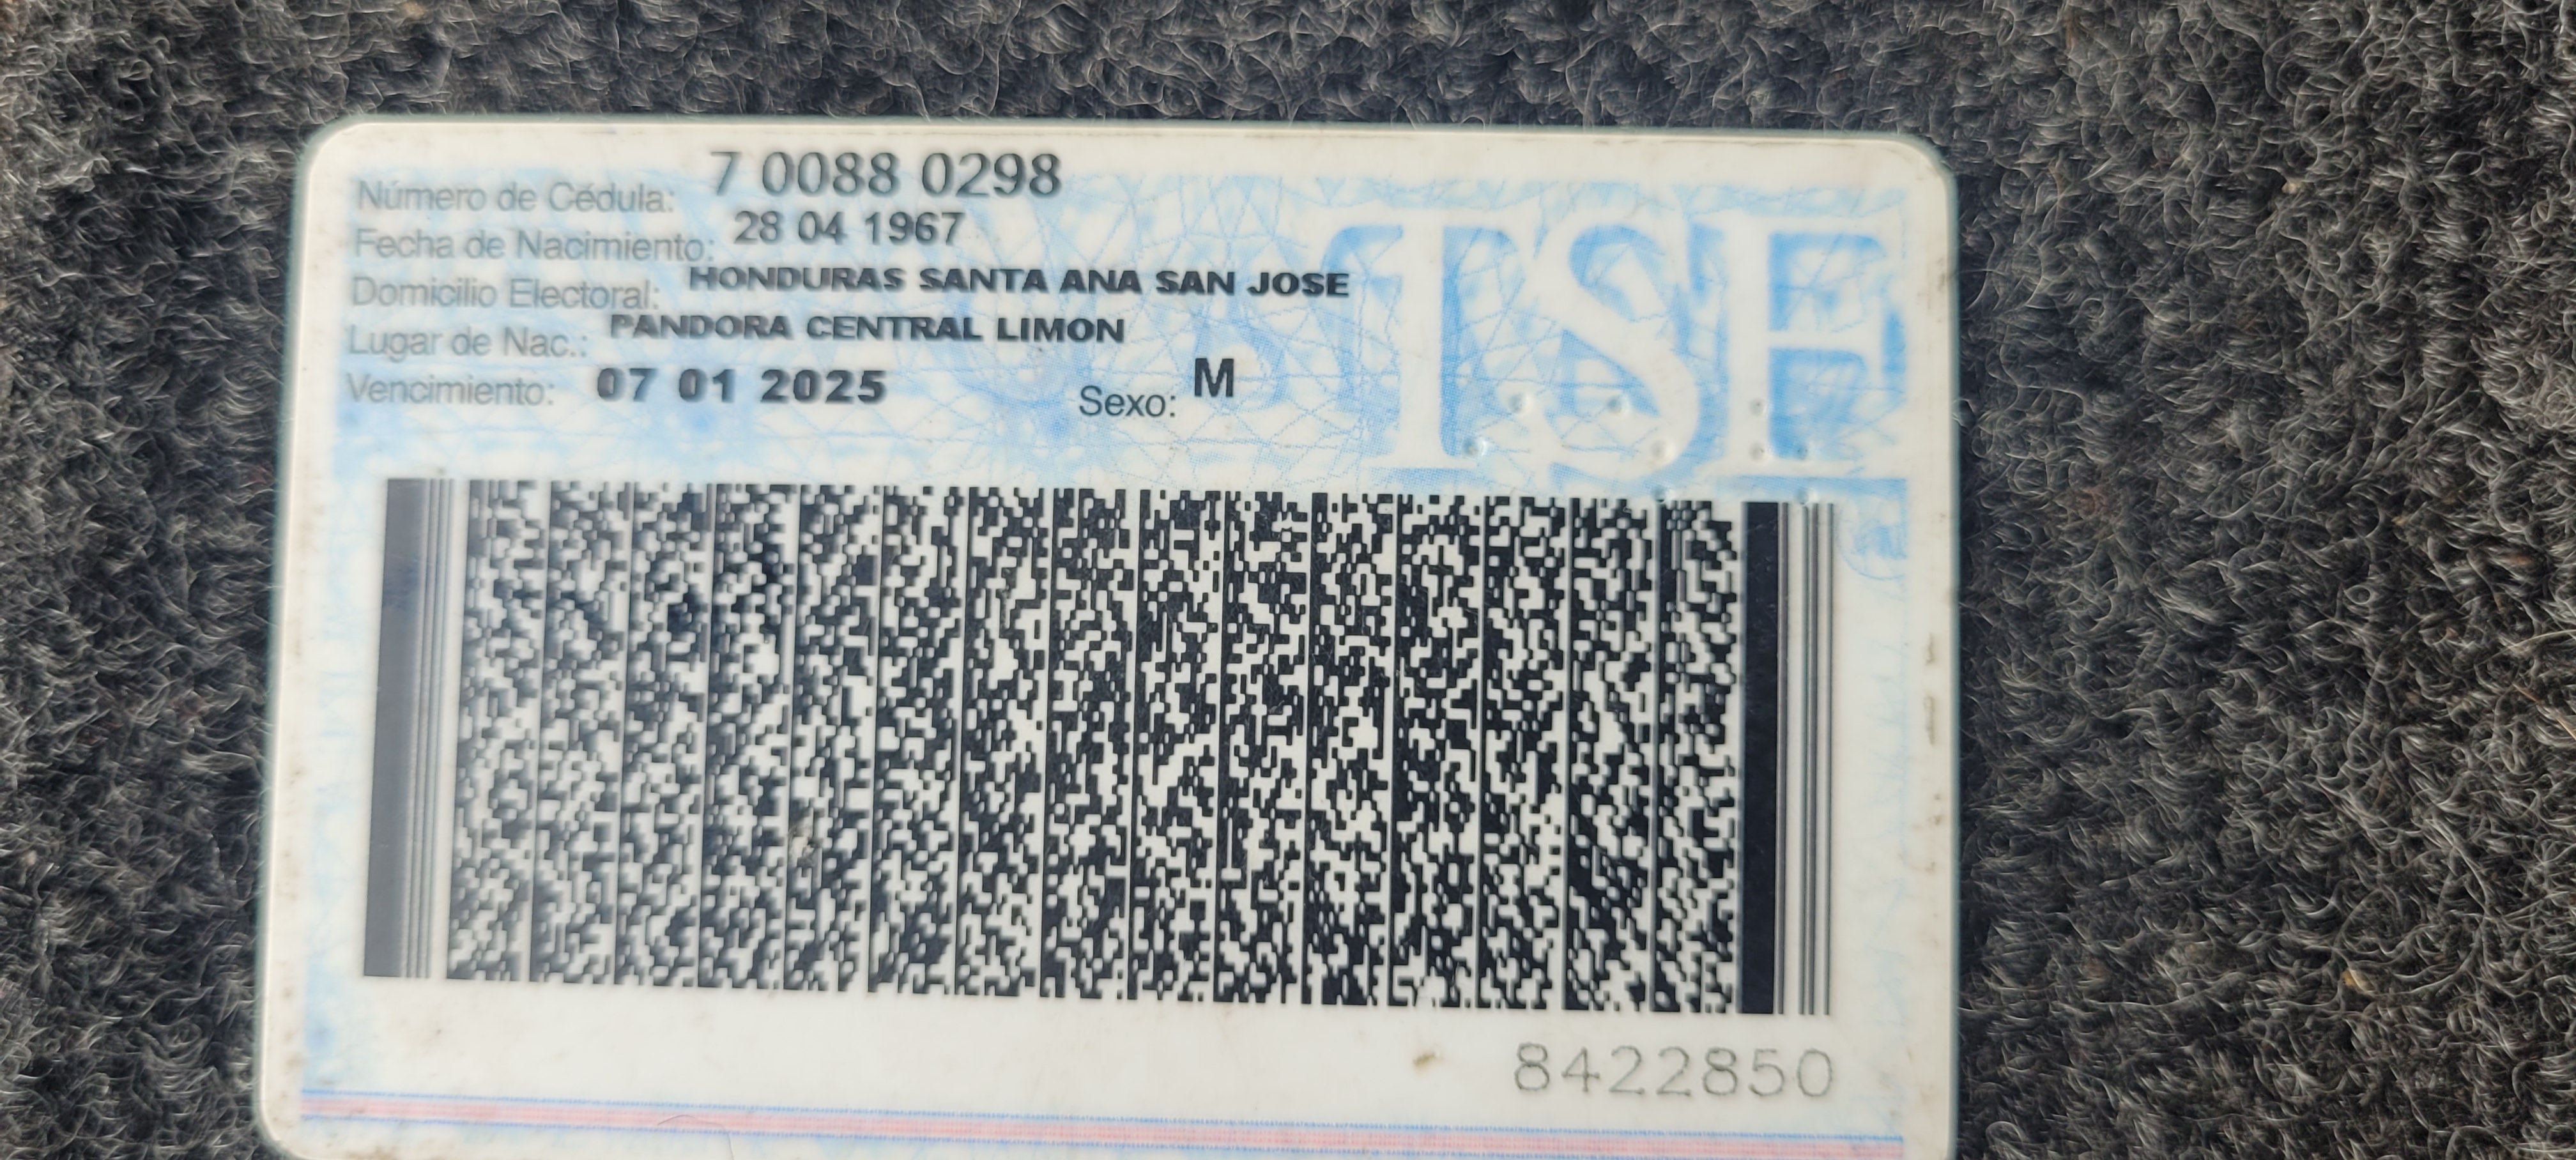 Número de Cédula: 7 0088 0298
Fecha de Nacimiento: 28 04 1967
Domicilio Electoral: HONDURAS SANTA ANA SAN JOSE
Lugar de Nac.: PANDORA CENTRAL LIMON
Vencimiento: 07 01 2025 Sexo: M
TSE
8422850